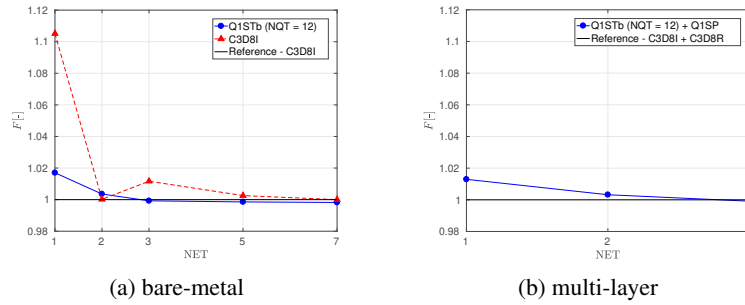 1.12
1.1
1.08
1.06
1.04
1.02
1
0.98
F[-]
1 2 3 5 7
NET
Q1STb (NQT = 12)
C3D8I
Reference - C3D8I
(a) bare-metal
1.12
1.1
1.08
1.06
1.04
1.02
1
0.98
F[-]
1 2
NET
Q1STb (NQT = 12) + Q1SP
Reference - C3D8I + C3D8R
(b) multi-layer